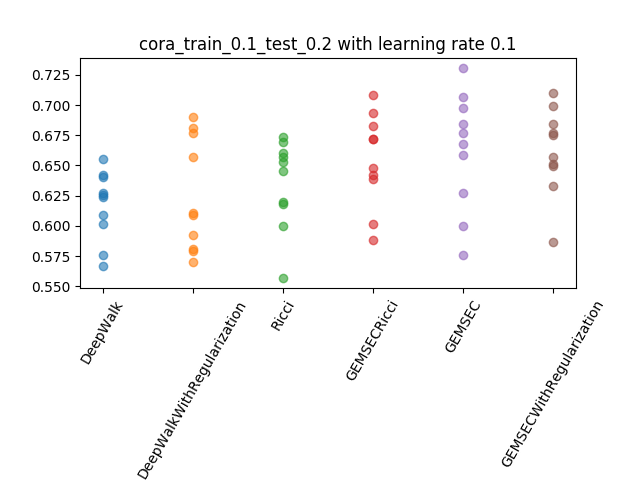 cora_train_0.1_test_0.2 with learning rate 0.1
0.725
0.700
0.675
0.650
0.625
0.600
0.575
0.550
DeepWalk
DeepWalkWithRegularization
Ricci
GEMSECRicci
GEMSEC
GEMSECWithRegularization